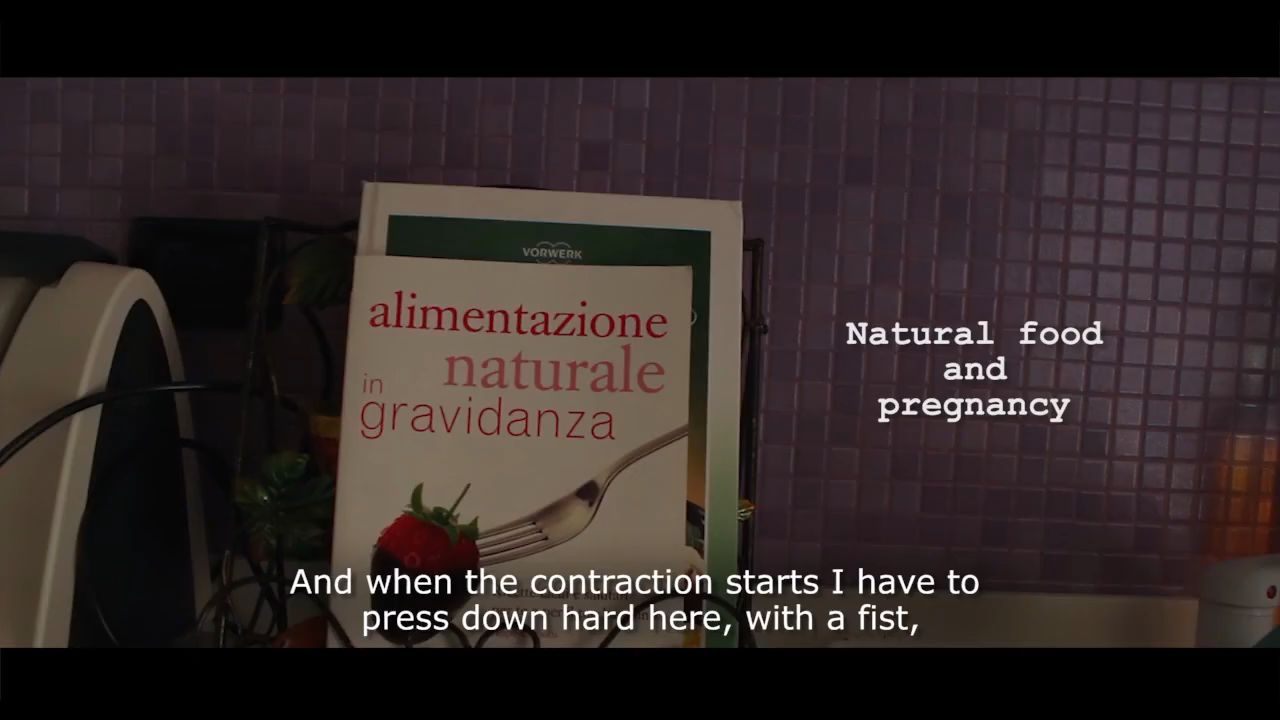 VORWERK
alimentazione
naturale
in
gravidanza
Natural food
and
pregnancy
And when the contraction starts I have to
press down hard here, with a fist,